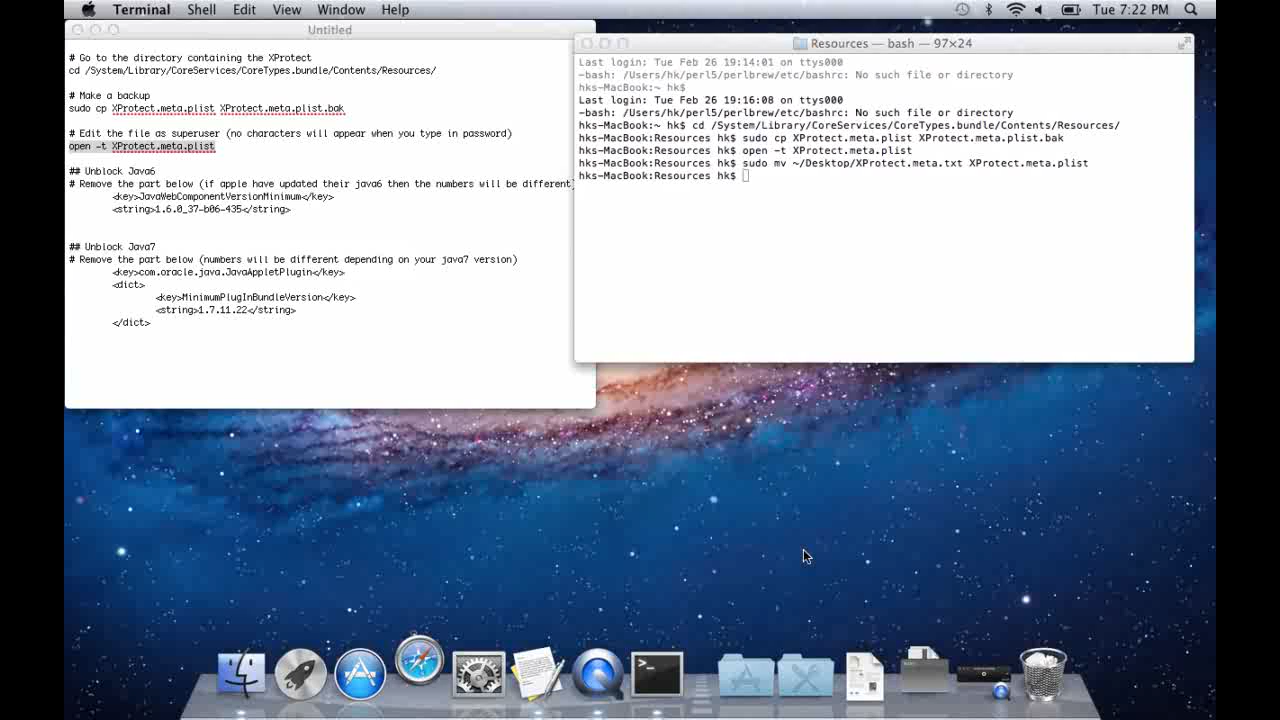 Terminal Shell Edit View Window Help Tue 7:22 PM
Untitled
# Go to the directory containing the XProtect
cd /System/Library/CoreServices/CoreTypes.bundle/Contents/Resources/
# Make a backup
sudo cp XProtect.meta.plist XProtect.meta.plist.bak
# Edit the file as superuser (no characters will appear when you type in password)
open -t XProtect.meta.plist
## Unblock Java6
# Remove the part below (if apple have updated their java6 then the numbers will be different)
<key>JavaWebComponentVersionMinimum</key>
<string>1.6.0_37-b06-435</string>
## Unblock Java7
# Remove the part below (numbers will be different depending on your java7 version)
<key>com.oracle.java.JavaAppletPlugin</key>
<dict>
<key>MinimumPlugInBundleVersion</key>
<string>1.7.11.22</string>
</dict>
Resources — bash — 97×24
Last login: Tue Feb 26 19:14:01 on ttys000
-bash: /Users/hk/perl5/perlbrew/etc/bashrc: No such file or directory
hks-MacBook:~ hk$
Last login: Tue Feb 26 19:16:08 on ttys000
-bash: /Users/hk/perl5/perlbrew/etc/bashrc: No such file or directory
hks-MacBook:~ hk$ cd /System/Library/CoreServices/CoreTypes.bundle/Contents/Resources/
hks-MacBook:Resources hk$ sudo cp XProtect.meta.plist XProtect.meta.plist.bak
hks-MacBook:Resources hk$ open -t XProtect.meta.plist
hks-MacBook:Resources hk$ sudo mv ~/Desktop/XProtect.meta.txt XProtect.meta.plist
hks-MacBook:Resources hk$